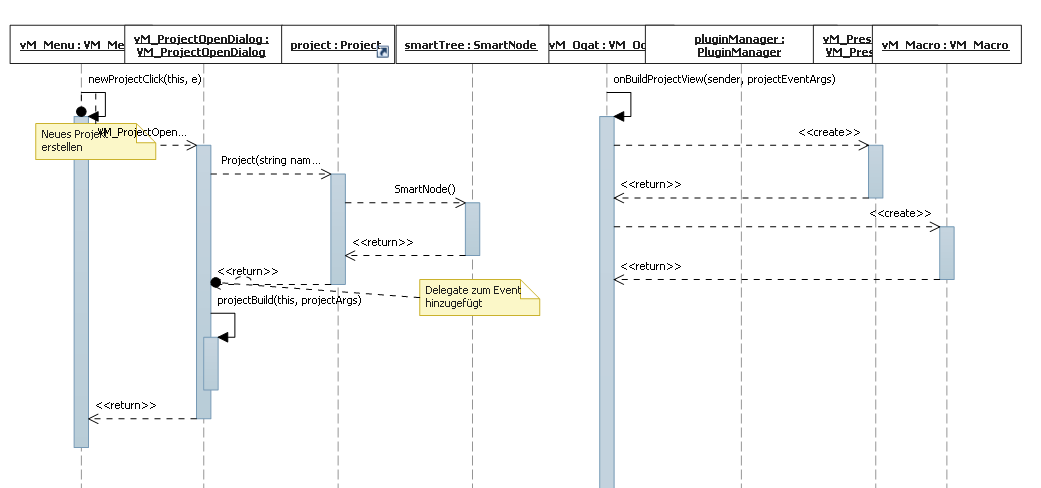 vM_Menu : VM_Me
vM_ProjectOpenDialog :
VM_ProjectOpenDialog
project : Project
smartTree : SmartNode
vM_Oqat : VM_Oq
pluginManager :
PluginManager
vM_Pres
VM_Pres
vM_Macro : VM_Macro
newProjectClick(this, e)
onBuildProjectView(sender, projectEventArgs)
Neues Projekt
erstellen
VM_ProjectOpen...
<<create>>
Project(string nam...
SmartNode()
<<return>>
<<create>>
<<return>>
<<return>>
<<return>>
Delegate zum Event
hinzugefügt
projectBuild(this, projectArgs)
<<return>>